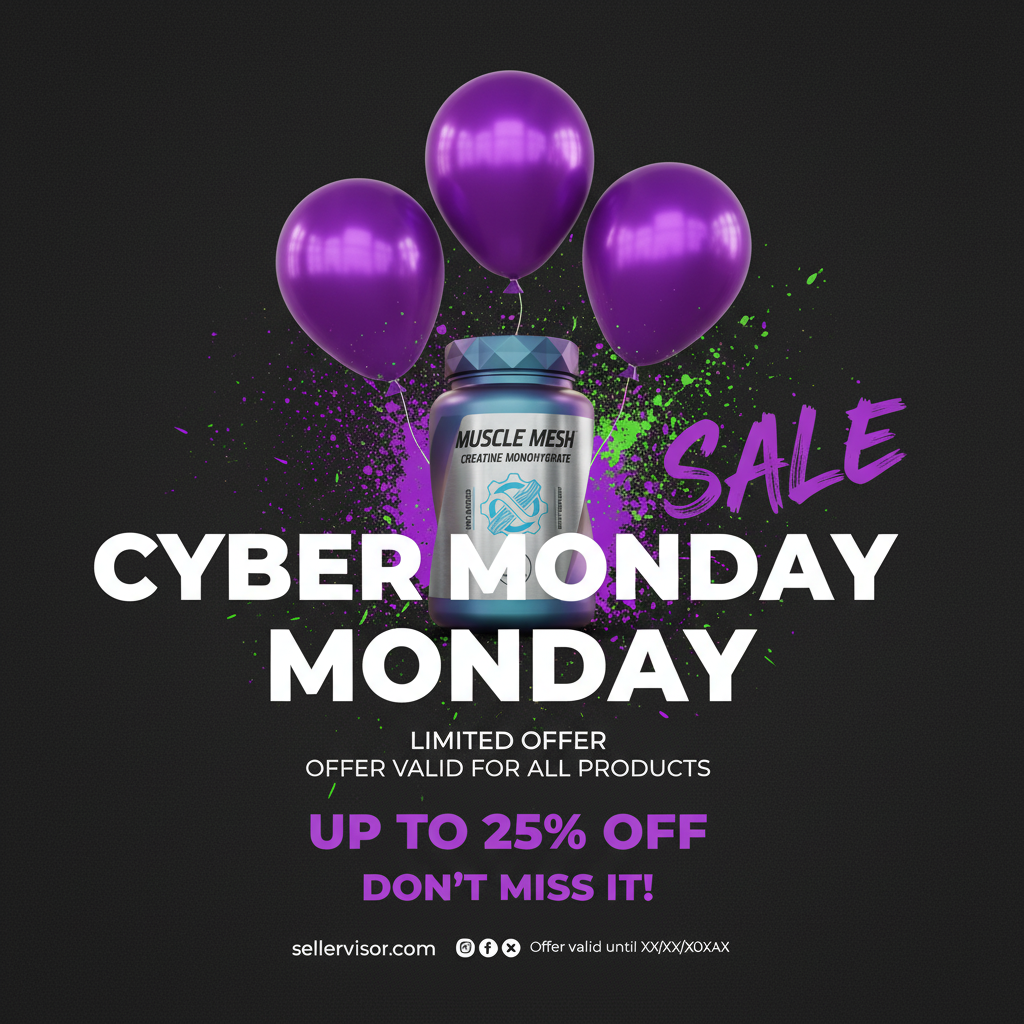 MUSCLE MESH
CREATINE MONOHYGRATE
SALE
CYBER MONDAY
MONDAY
LIMITED OFFER
OFFER VALID FOR ALL PRODUCTS
UP TO 25% OFF
DON'T MISS IT!
sellervisor.com
Offer valid until XX/XX/X0XAX